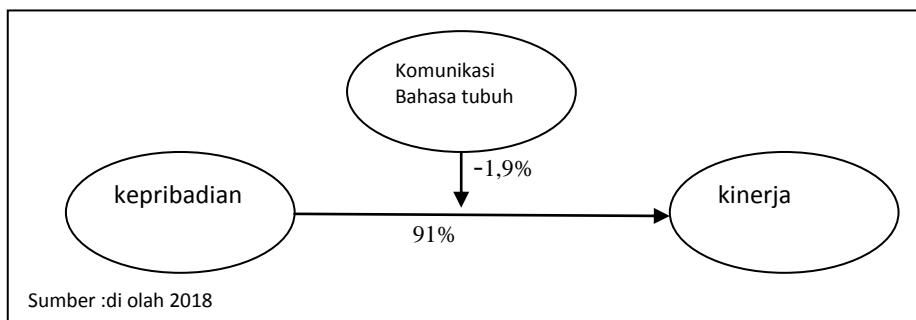 Komunikasi
Bahasa tubuh
-1,9%
kepribadian
kinerja
91%
Sumber :di olah 2018